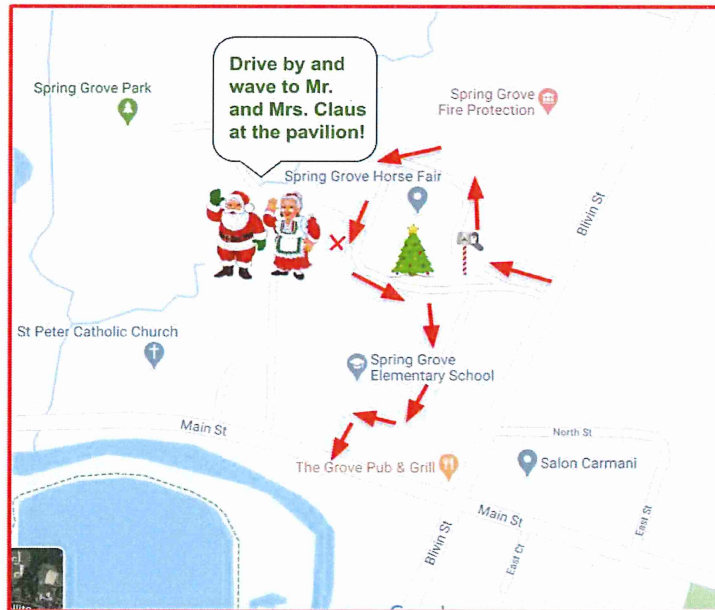 Drive by and
wave to Mr.
and Mrs. Claus
at the pavilion!
Spring Grove Park
Spring Grove
Fire Protection
Spring Grove Horse Fair
Blivin St
St Peter Catholic Church
Spring Grove
Elementary School
Main St
North St
The Grove Pub & Grill
Salon Carmani
Main St
East St
Blivin St
East Ct